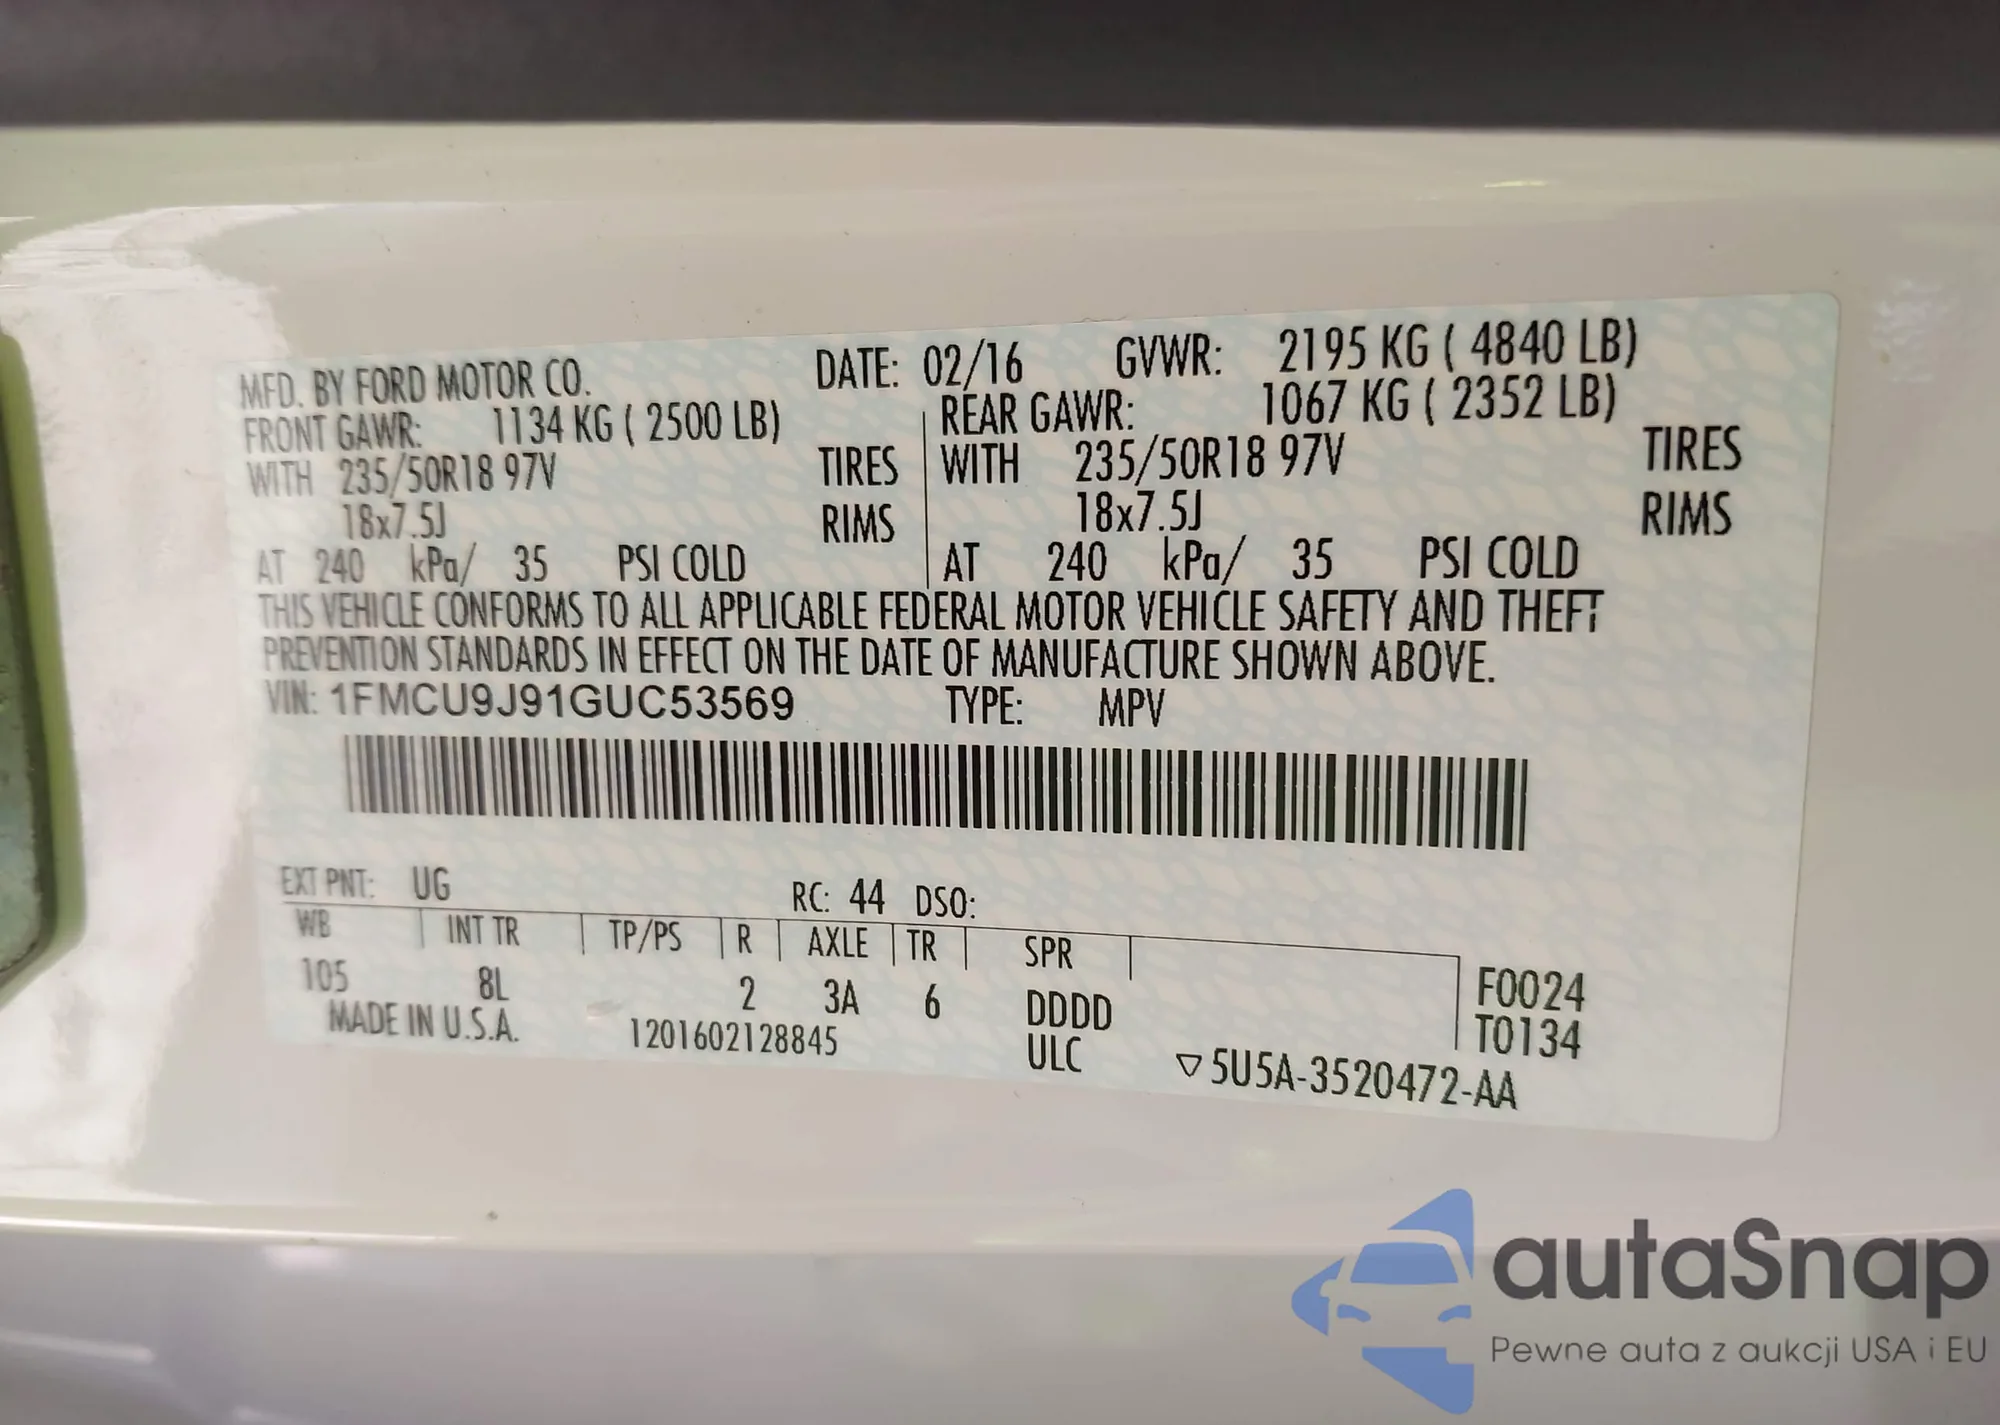 MFD. BY FORD MOTOR CO. DATE: 02/16 GVWR: 2195 KG ( 4840 LB)
FRONT GAWR: 1134 KG ( 2500 LB) REAR GAWR: 1067 KG ( 2352 LB)
WITH 235/50R18 97V TIRES WITH 235/50R18 97V TIRES
18x7.5J RIMS 18x7.5J RIMS
AT 240 kPa/ 35 PSI COLD AT 240 kPa/ 35 PSI COLD
THIS VEHICLE CONFORMS TO ALL APPLICABLE FEDERAL MOTOR VEHICLE SAFETY AND THEFT
PREVENTION STANDARDS IN EFFECT ON THE DATE OF MANUFACTURE SHOWN ABOVE.
VIN: 1FMCU9J91GUC53569 TYPE: MPV
EXT PNT: UG RC: 44 DSO:
WB INT TR TP/PS R AXLE TR SPR
105 8L 2 3A 6 DDDD F0024
MADE IN U.S.A. 1201602128845 ULC T0134
▽5U5A-3520472-AA
autaSnap
Pewne auta z aukcji USA i EU